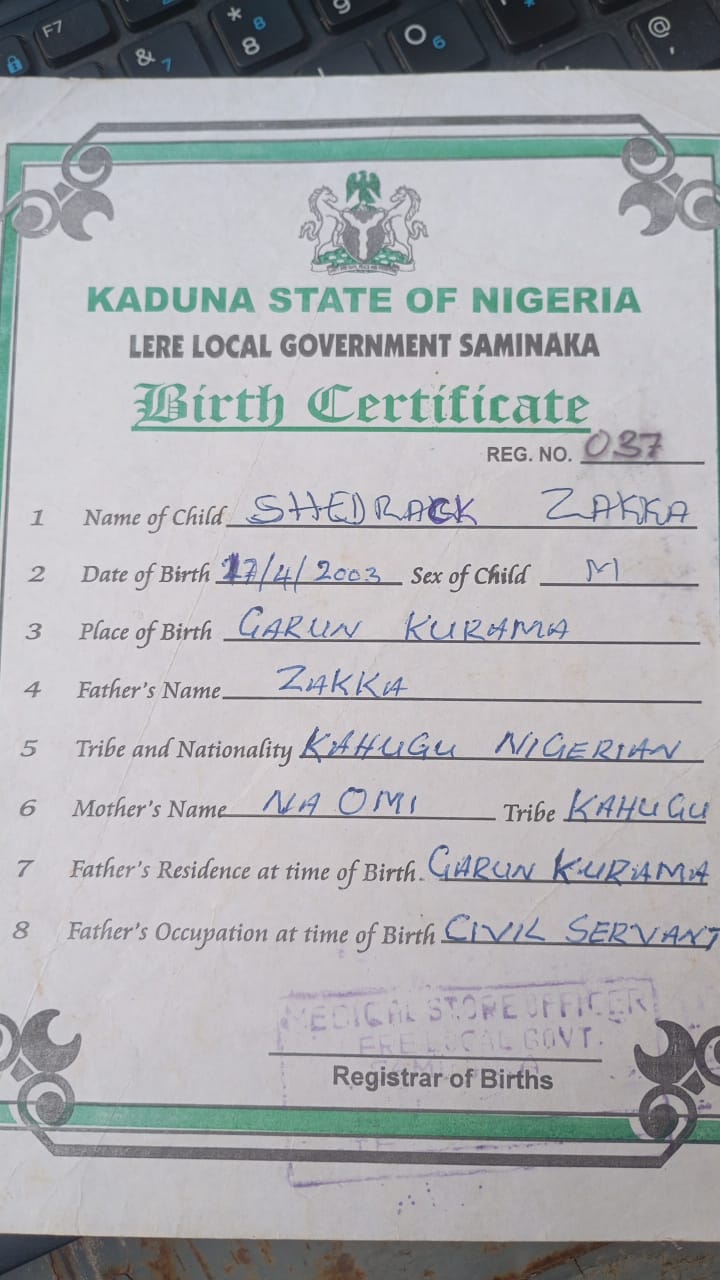 F7
&
7
*
8
8
9
O
6
@
,
KADUNA STATE OF NIGERIA
LERE LOCAL GOVERNMENT SAMINAKA
Birth Certificate
REG. NO. 037
1 Name of Child SHEDRACK ZAKKA
2 Date of Birth 17/4/2003 Sex of Child M
3 Place of Birth GARUN KURAMA
4 Father's Name ZAKKA
5 Tribe and Nationality KAHUGU NIGERIAN
6 Mother's Name NAOMI Tribe KAHUGU
7 Father's Residence at time of Birth GARUN KURAMA
8 Father's Occupation at time of Birth CIVIL SERVANT
MEDICAL STORE OFFICER
LERE LOCAL GOVT.
Registrar of Births